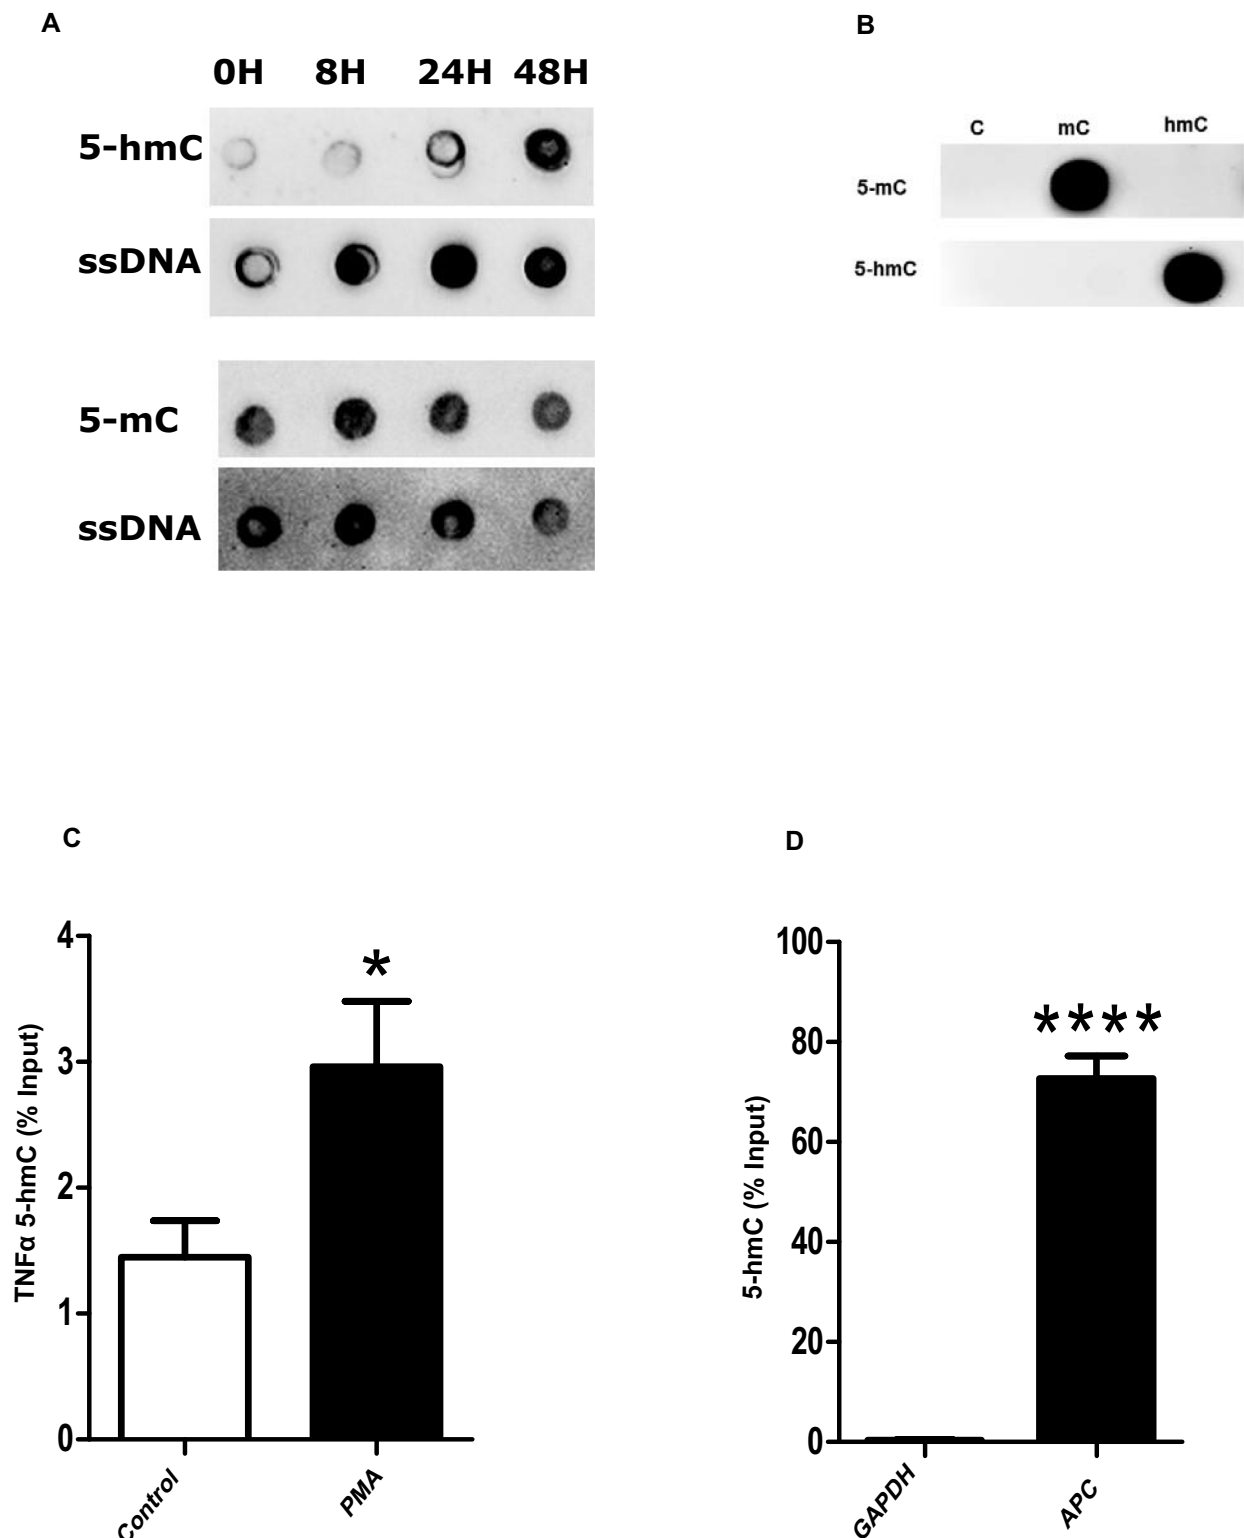 A
0H 8H 24H 48H
5-hmC
ssDNA
5-mC
ssDNA
B
C mC hmC
5-mC
5-hmC
C
4
3
2
1
0
TNFα 5-hmC (% Input)
*
Control
PMA
D
100
80
60
40
20
0
5-hmC (% Input)
****
GAPDH
APC